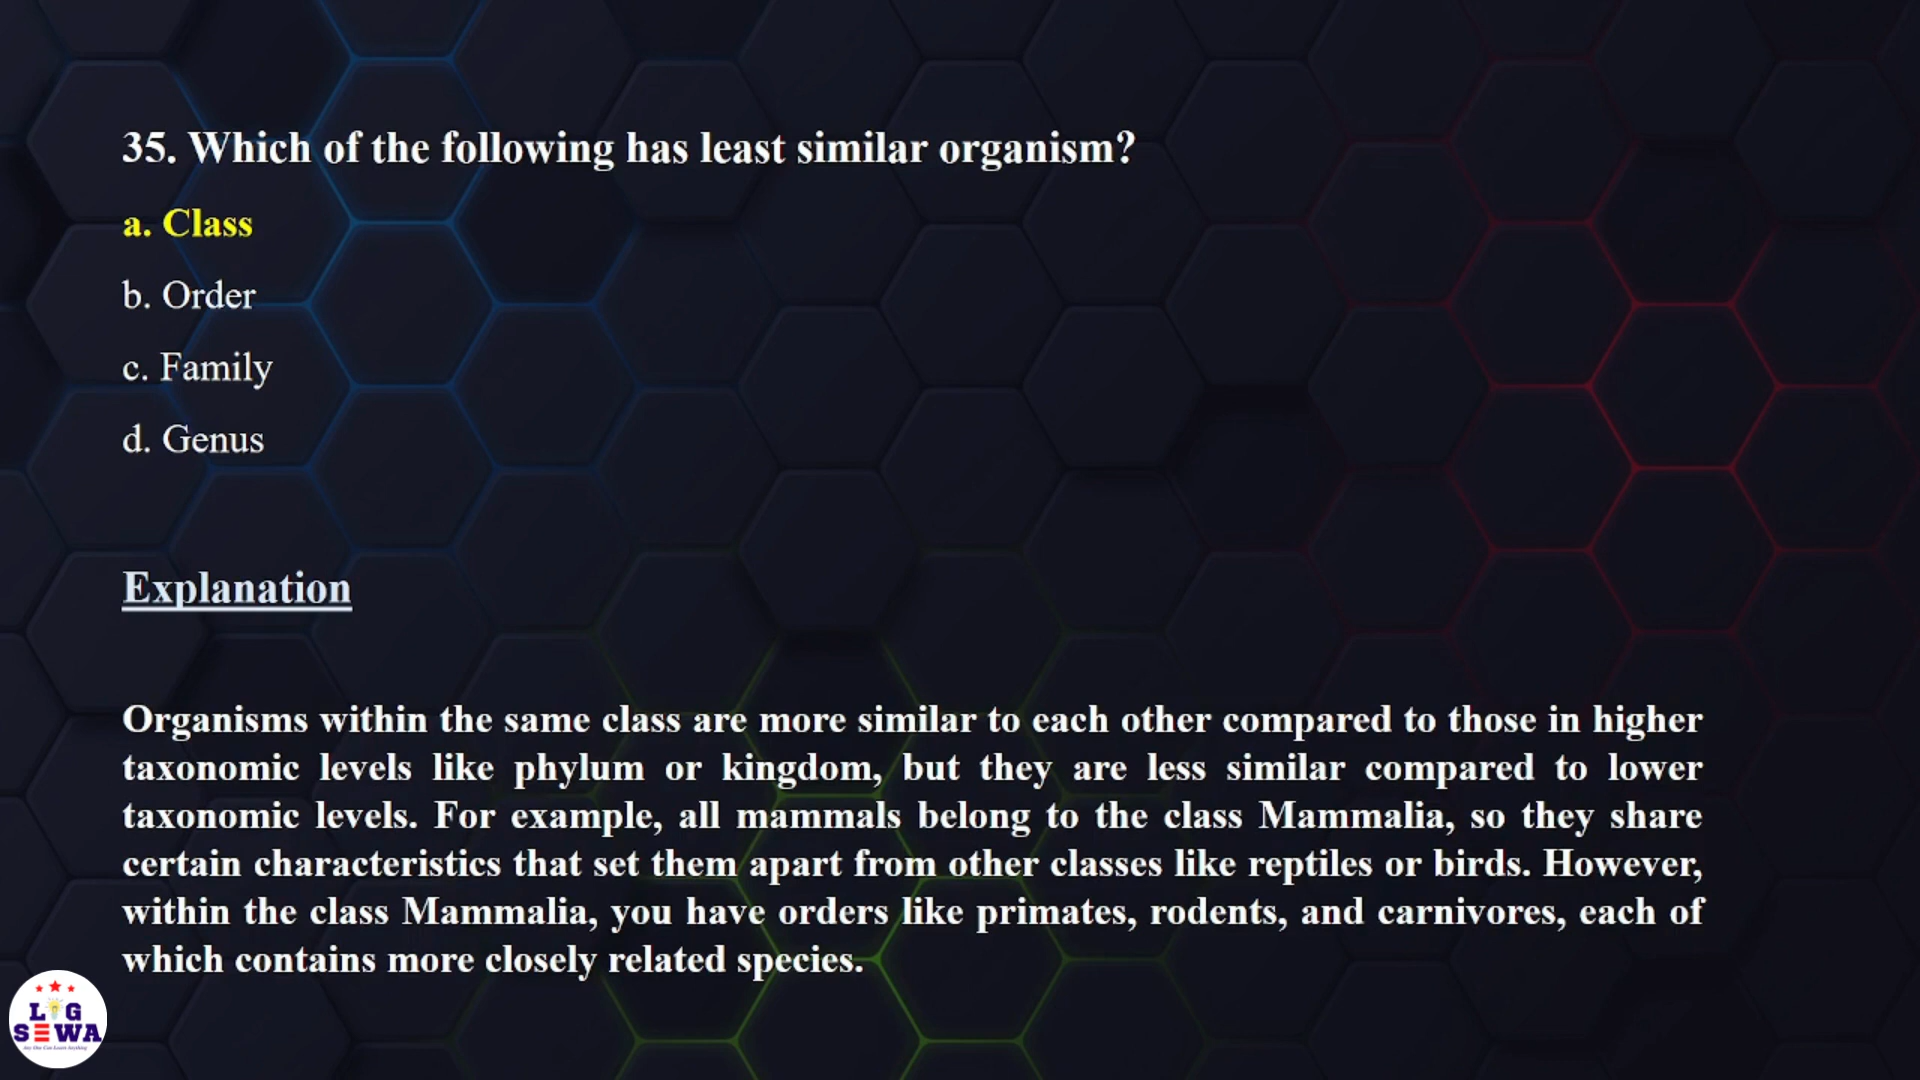 35. Which of the following has least similar organism?
a. Class
b. Order
c. Family
d. Genus
Explanation
Organisms within the same class are more similar to each other compared to those in higher
taxonomic levels like phylum or kingdom, but they are less similar compared to lower
taxonomic levels. For example, all mammals belong to the class Mammalia, so they share
certain characteristics that set them apart from other classes like reptiles or birds. However,
within the class Mammalia, you have orders like primates, rodents, and carnivores, each of
which contains more closely related species.
L G
SEWA